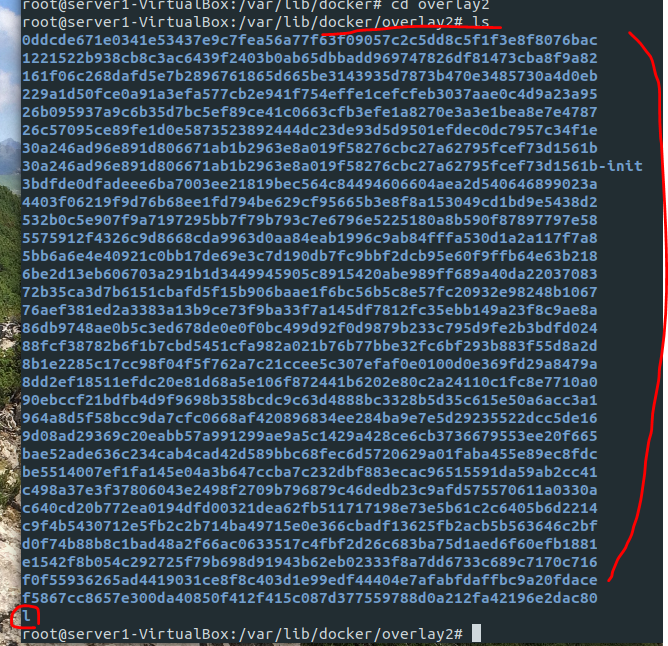 root@server1-VirtualBox:/var/lib/docker# cd overlay2
root@server1-VirtualBox:/var/lib/docker/overlay2# ls
0ddcde671e0341e53437e9c7fea56a77f63f09057c2c5dd8c5f1f3e8f8076bac
1221522b938cb8c3ac6439f2403b0ab65dbbadd969747826df81473cba8f9a82
161f06c268dafd5e7b2896761865d665be3143935d7873b470e3485730a4d0eb
229a1d50fce0a91a3efa577cb2e941f754effe1cefcfeb3037aae0c4d9a23a95
26b095937a9c6b35d7bc5ef89ce41c0663cfb3efe1a8270e3a3e1bea8e7e4787
26c57095ce89fe1d0e5873523892444dc23de93d5d9501efdec0dc7957c34f1e
30a246ad96e891d806671ab1b2963e8a019f58276cbc27a62795fcef73d1561b
30a246ad96e891d806671ab1b2963e8a019f58276cbc27a62795fcef73d1561b-init
3bdfde0dfadeee6ba7003ee21819bec564c84494606604aea2d540646899023a
4403f06219f9d76b68ee1fd794be629cf95665b3e8f8a153049cd1bd9e5438d2
532b0c5e907f9a7197295bb7f79b793c7e6796e5225180a8b590f87897797e58
5575912f4326c9d8668cda9963d0aa84eab1996c9ab84fffa530d1a2a117f7a8
5bb6a6e4e40921c0bb17de69e3c7d190db7fc9bbf2dcb95e60f9ffb64e63b218
6be2d13eb606703a291b1d3449945905c8915420abe989ff689a40da22037083
72b35ca3d7b6151cbafd5f15b906baae1f6bc56b5c8e57fc20932e98248b1067
76aef381ed2a3383a13b9ce73f9ba33f7a145df7812fc35ebb149a23f8c9ae8a
86db9748ae0b5c3ed678de0e0f0bc499d92f0d9879b233c795d9fe2b3bdfd024
88fcf38782b6f1b7cbd5451cfa982a021b76b77bbe32fc6bf293b883f55d8a2d
8b1e2285c17cc98f04f5f762a7c21ccee5c307efaf0e0100d0e369fd29a8479a
8dd2ef18511efdc20e81d68a5e106f872441b6202e80c2a24110c1fc8e7710a0
90ebccf21bdfb4d9f9698b358bcdc9c63d4888bc3328b5d35c615e50a6acc3a1
964a8d5f58bcc9da7cfc0668af420896834ee284ba9e7e5d29235522dcc5de16
9d08ad29369c20eabb57a991299ae9a5c1429a428ce6cb3736679553ee20f665
bae52ade636c234cab4cad42d589bbc68fec6d5720629a01faba455e89ec8fdc
be5514007ef1fa145e04a3b647ccba7c232dbf883ecac96515591da59ab2cc41
c498a37e3f37806043e2498f2709b796879c46dedb23c9afd575570611a0330a
c640cd20b772ea0194dfd00321dea62fb511717198e73e5b61c2c6405b6d2214
c9f4b5430712e5fb2c2b714ba49715e0e366cbadf13625fb2acb5b563646c2bf
d0f74b88b8c1bad48a2f66ac0633517c4fbf2d26c683ba75d1aed6f60efb1881
e1542f8b054c292725f79b698d91943b62eb02333f8a7dd6733c689c7170c716
f0f55936265ad4419031ce8f8c403d1e99edf44404e7afabfdaffbc9a20fdace
f5867cc8657e300da40850f412f415c087d377559788d0a212fa42196e2dac80
l
root@server1-VirtualBox:/var/lib/docker/overlay2#